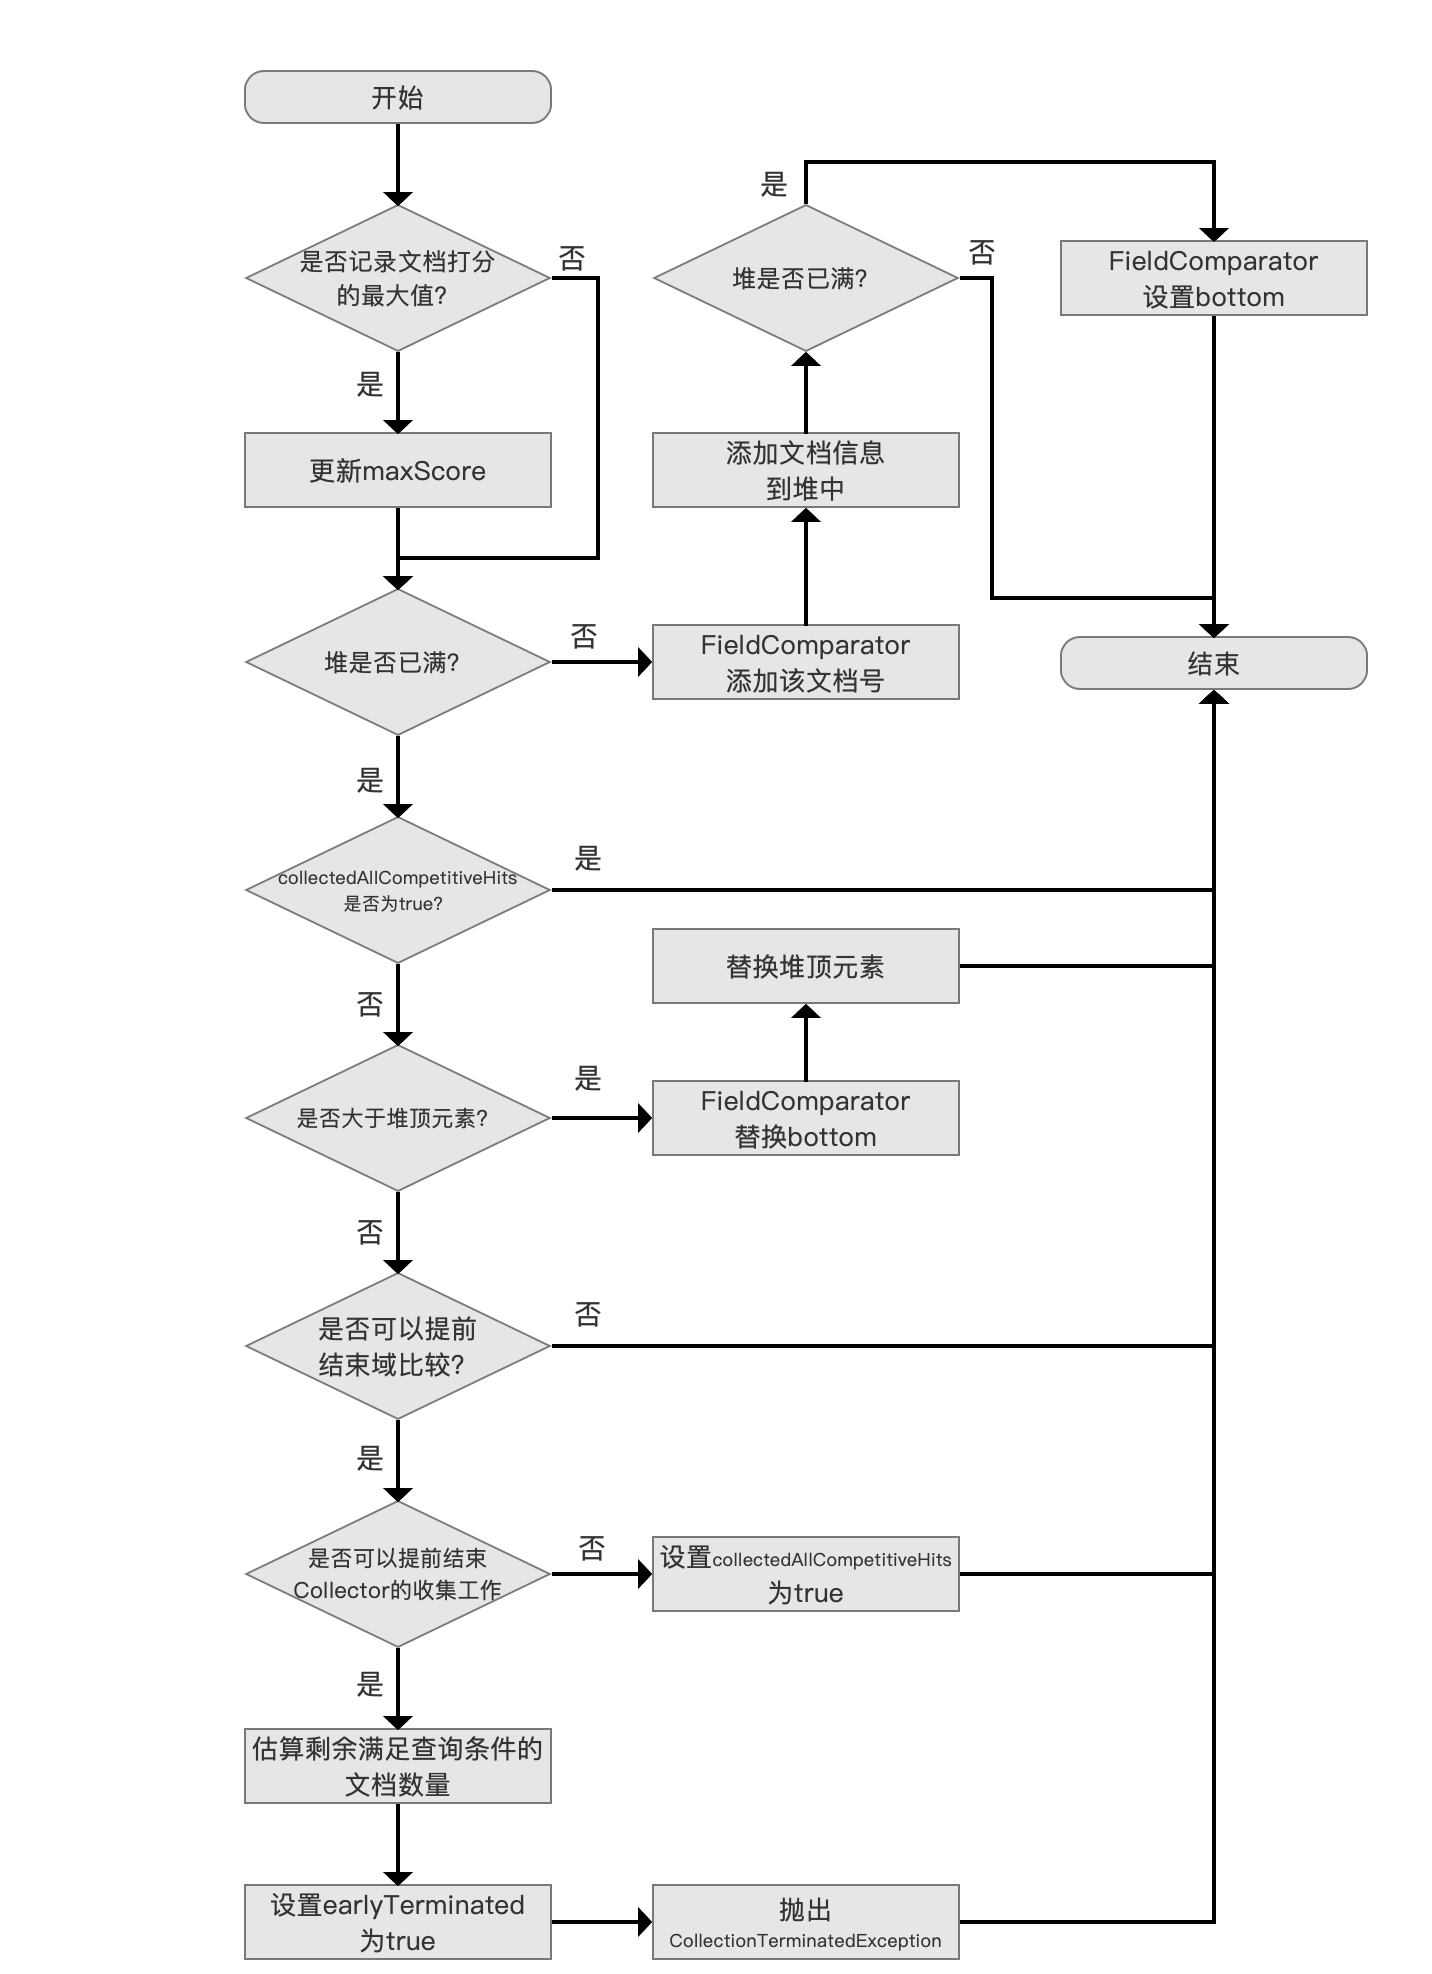 开始
是否记录文档打分
的最大值?
否
是
更新maxScore
堆是否已满?
否
FieldComparator
添加该文档号
添加文档信息
到堆中
堆是否已满?
是
否
FieldComparator
设置bottom
结束
是
collectedAllCompetitiveHits
是否为true?
是
否
是否大于堆顶元素?
是
FieldComparator
替换bottom
替换堆顶元素
否
是否可以提前
结束域比较?
否
是
是否可以提前结束
Collector的收集工作
否
设置collectedAllCompetitiveHits
为true
是
估算剩余满足查询条件的
文档数量
设置earlyTerminated
为true
抛出
CollectionTerminatedException